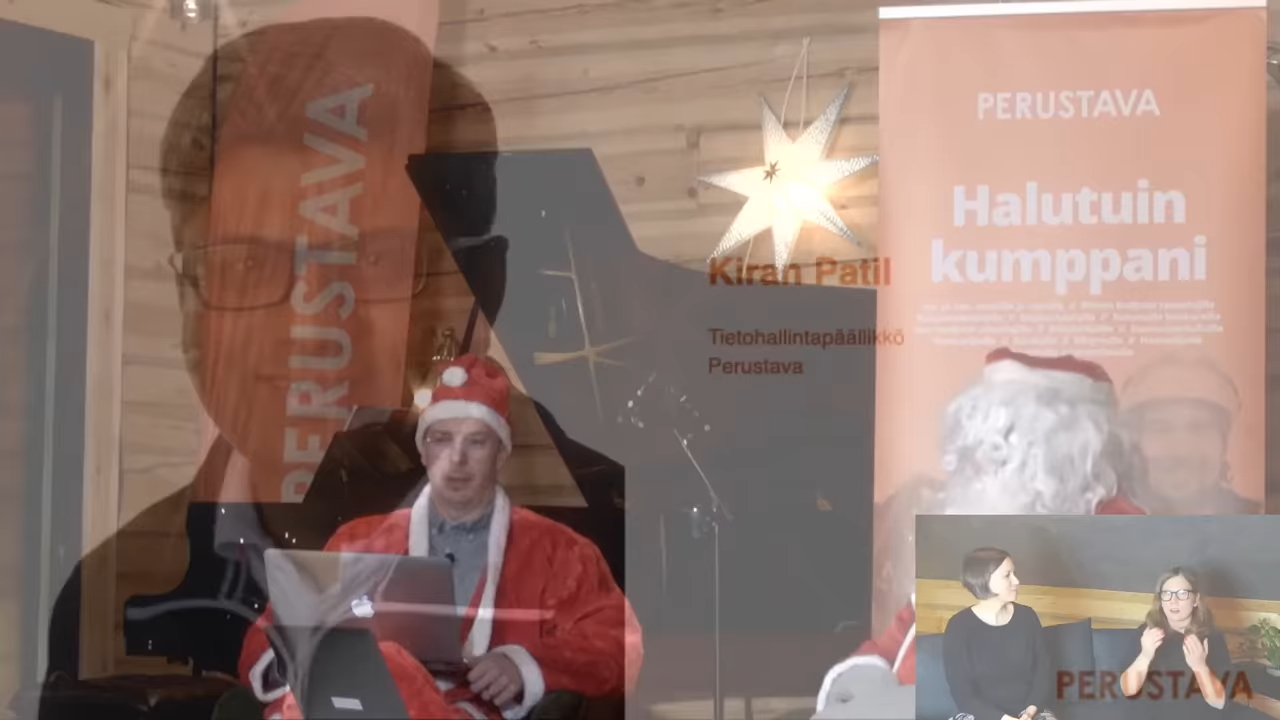 PERUSTAVA
PERUSTAVA
Halutuin
kumppani
Kiran Patil
Tietohallintapäällikkö
Perustava
PERUSTAVA